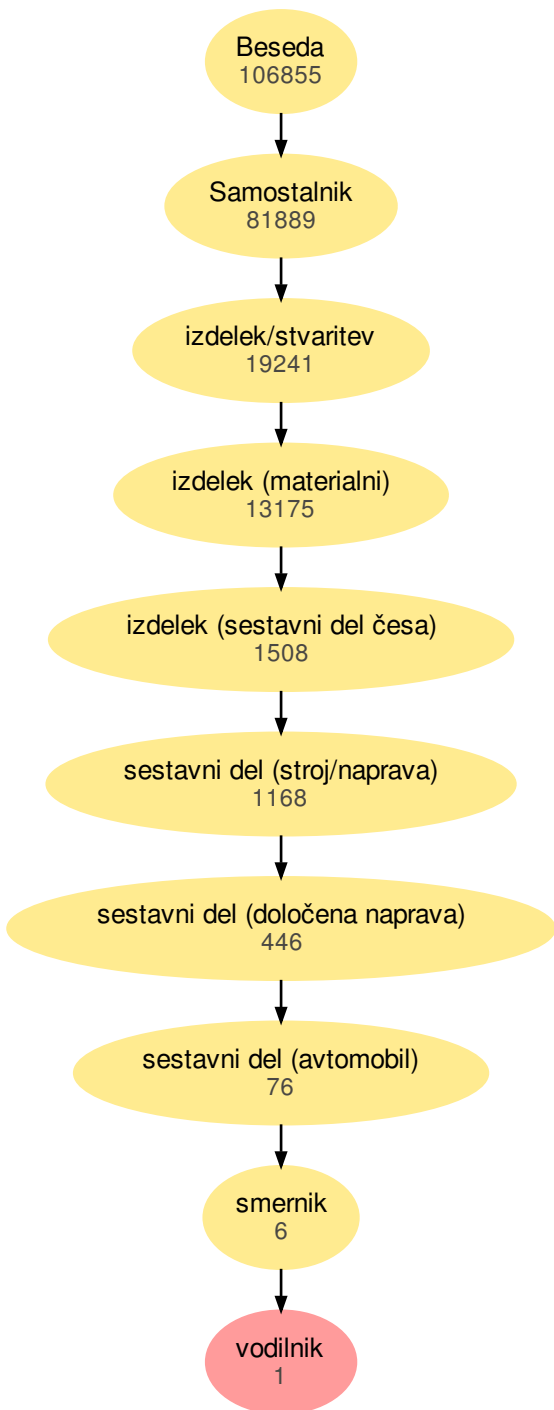 Beseda
106855
Samostalnik
81889
izdelek/stvaritev
19241
izdelek (materialni)
13175
izdelek (sestavni del česa)
1508
sestavni del (stroj/naprava)
1168
sestavni del (določena naprava)
446
sestavni del (avtomobil)
76
smernik
6
vodilnik
1